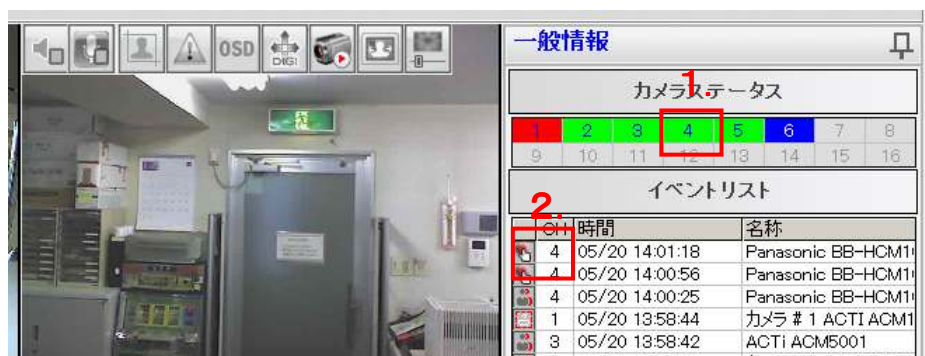 OSD
DIGI
一般情報
1.
カメラステータス
1 2 3 4 5 6 7 8
9 10 11 12 13 14 15 16
イベントリスト
2.
CH 時間 名称
4 05/20 14:01:18 Panasonic BB-HCM1
4 05/20 14:00:56 Panasonic BB-HCM1
4 05/20 14:00:25 Panasonic BB-HCM1
1 05/20 13:58:44 カメラ # 1 ACTI ACM1
3 05/20 13:58:42 ACTi ACM5001